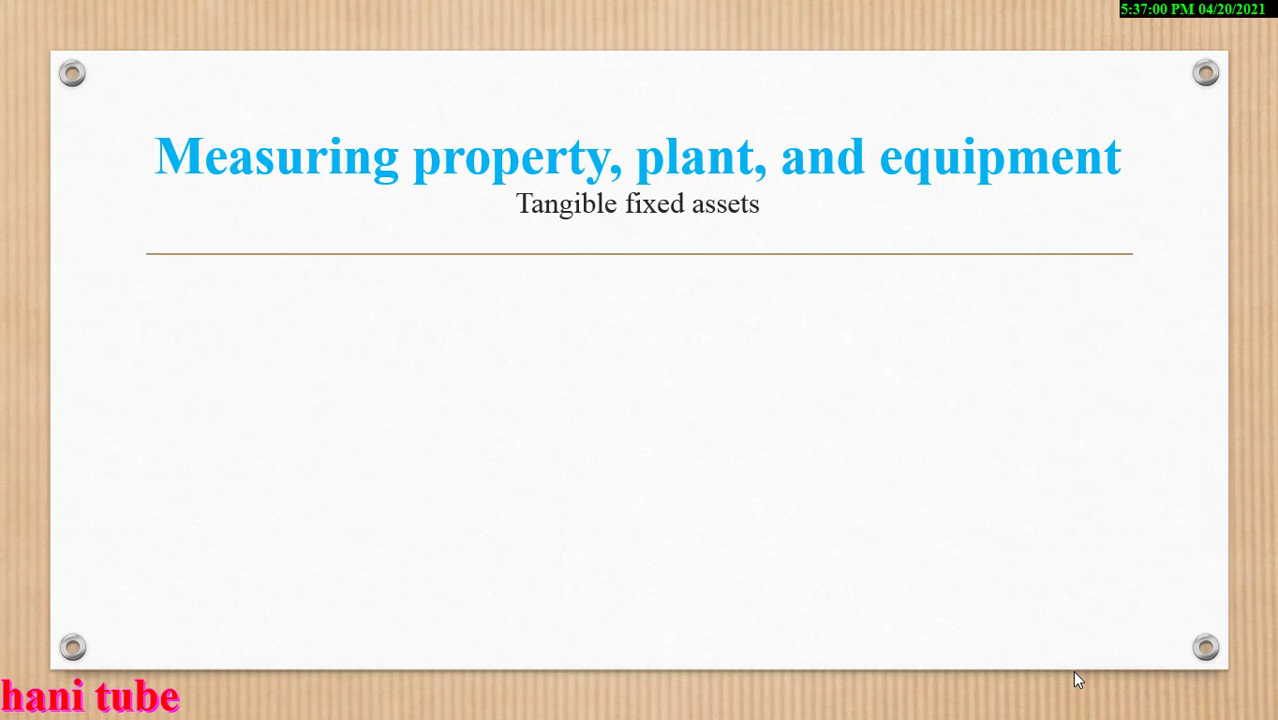 5:37:00 PM 04/20/2021
Measuring property, plant, and equipment
Tangible fixed assets
hani tube